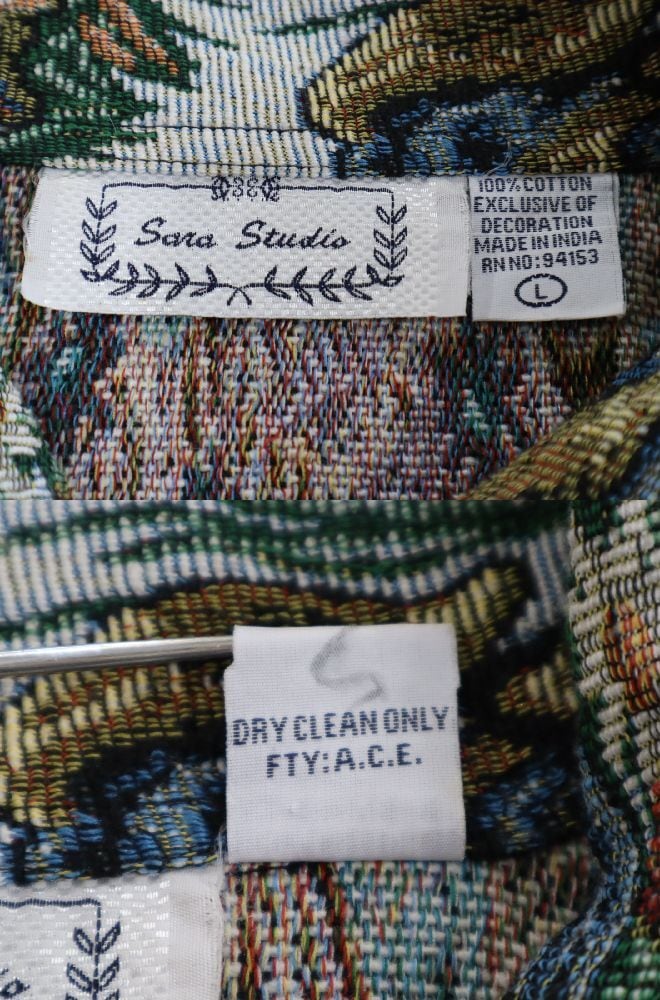 Sara Studio
100% COTTON
EXCLUSIVE OF
DECORATION
MADE IN INDIA
RN NO: 94153
L
DRY CLEAN ONLY
FTY: A.C.E.